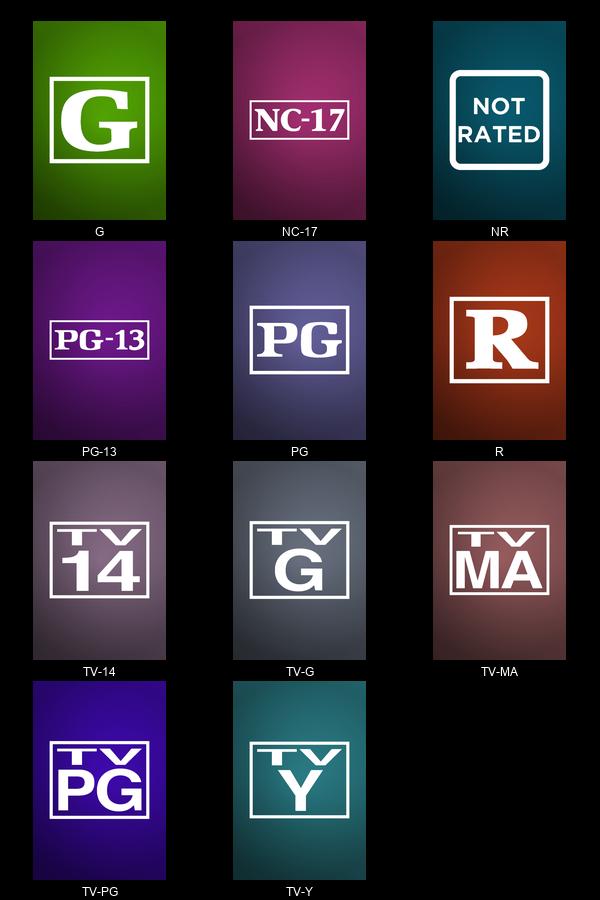 G
NC-17
NOT
RATED
G
NC-17
NR
PG-13
PG
R
PG-13
PG
R
TV
14
TV
G
TV
MA
TV-14
TV-G
TV-MA
TV
PG
TV
Y
TV-PG
TV-Y